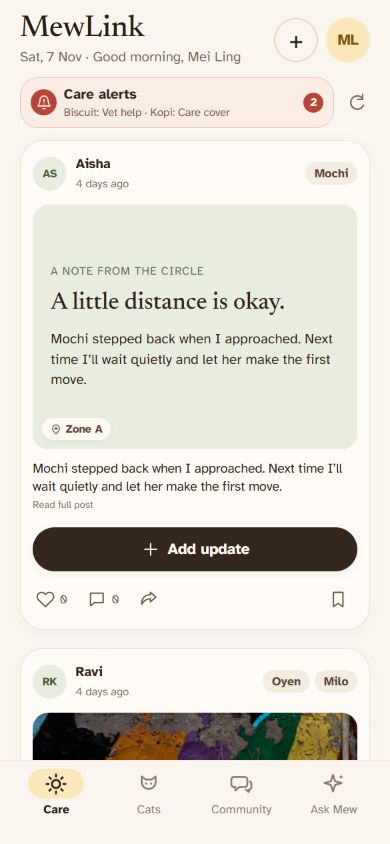 MewLink
Sat, 7 Nov · Good morning, Mei Ling
+
ML
Care alerts
Biscuit: Vet help · Kopi: Care cover
2
AS
Aisha
4 days ago
Mochi
A NOTE FROM THE CIRCLE
A little distance is okay.
Mochi stepped back when I approached. Next
time I'll wait quietly and let her make the first
move.
Zone A
Mochi stepped back when I approached. Next time I'll
wait quietly and let her make the first move.
Read full post
+ Add update
0
0
RK
Ravi
4 days ago
Oyen
Milo
Care
Cats
Community
Ask Mew